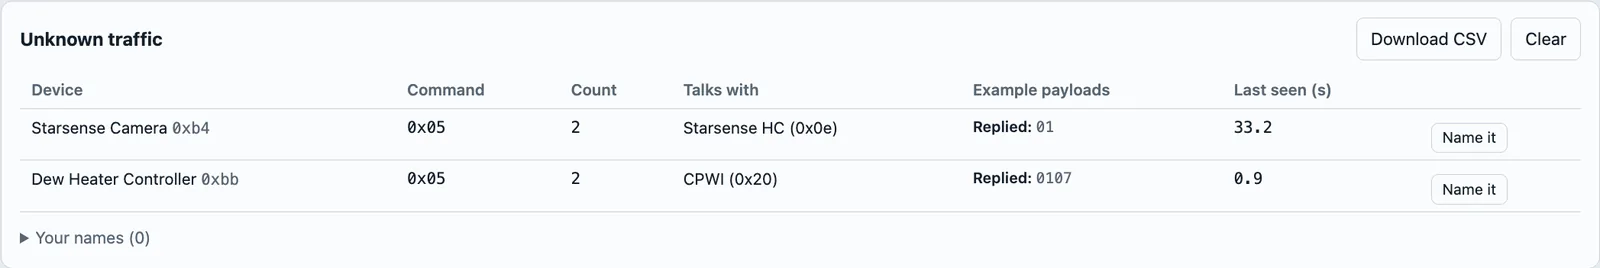 Unknown traffic
Download CSV
Clear
Device Command Count Talks with Example payloads Last seen (s)
Starsense Camera 0xb4 0x05 2 Starsense HC (0x0e) Replied: 01 33.2 Name it
Dew Heater Controller 0xbb 0x05 2 CPWI (0x20) Replied: 0107 0.9 Name it
▶ Your names (0)